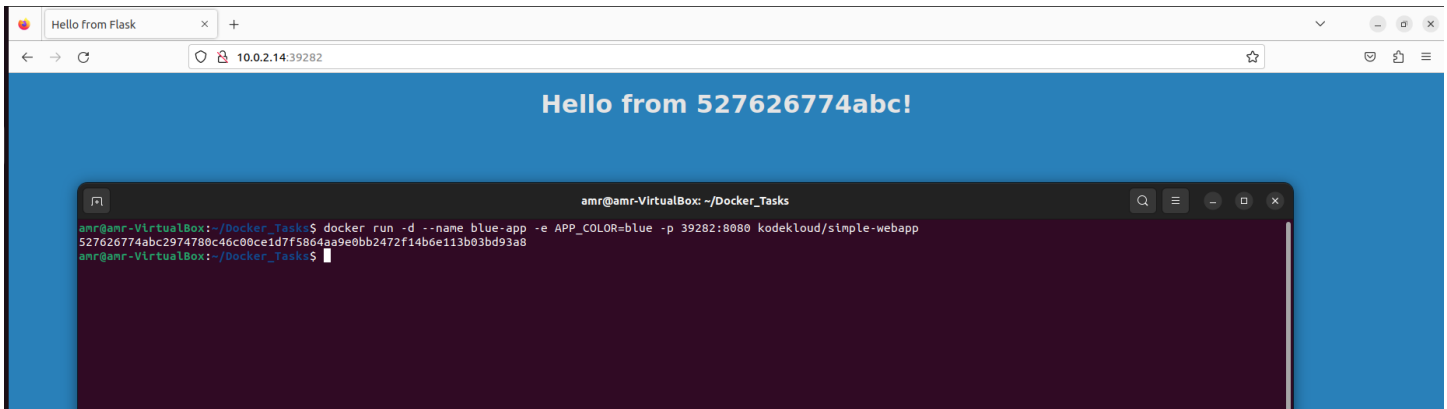 Hello from Flask
10.0.2.14:39282
Hello from 527626774abc!
amr@amr-VirtualBox: ~/Docker_Tasks
amr@amr-VirtualBox:~/Docker_Tasks$ docker run -d --name blue-app -e APP_COLOR=blue -p 39282:8080 kodekloud/simple-webapp
527626774abc2974780c46c00ce1d7f5864aa9e0bb2472f14b6e113b03bd93a8
amr@amr-VirtualBox:~/Docker_Tasks$